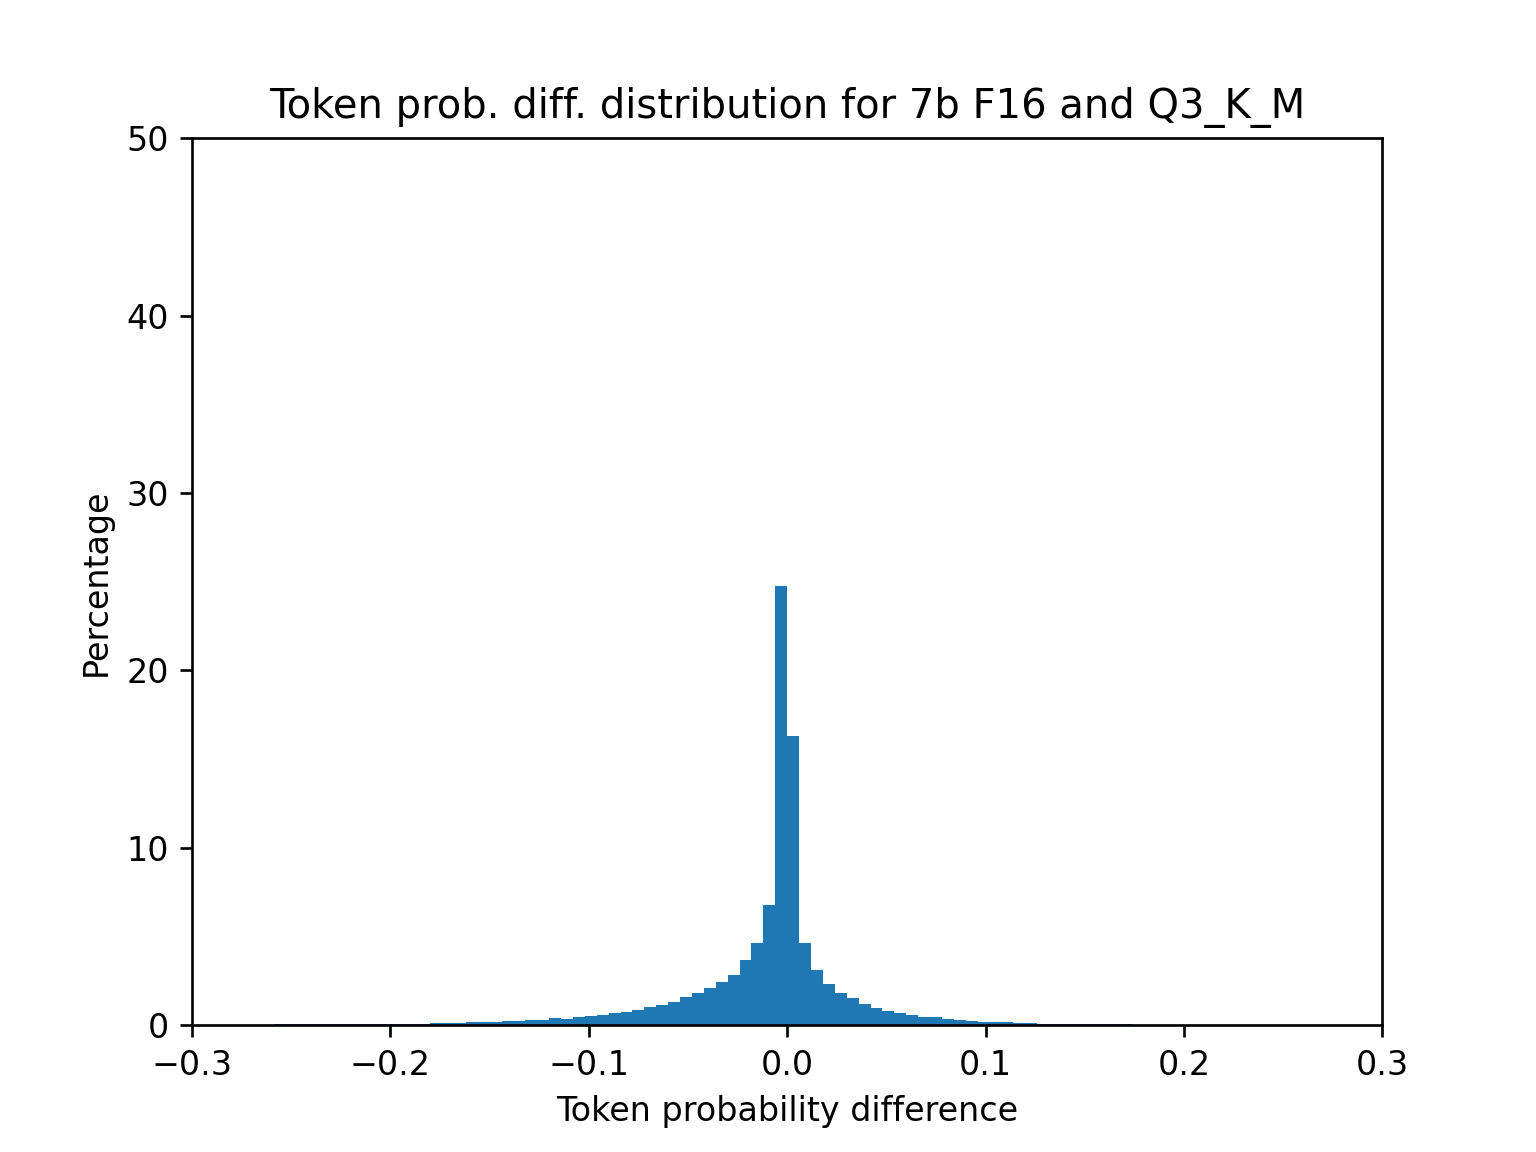 Token prob. diff. distribution for 7b F16 and Q3_K_M
50
40
30
20
10
0
Percentage
−0.3 −0.2 −0.1 0.0 0.1 0.2 0.3
Token probability difference